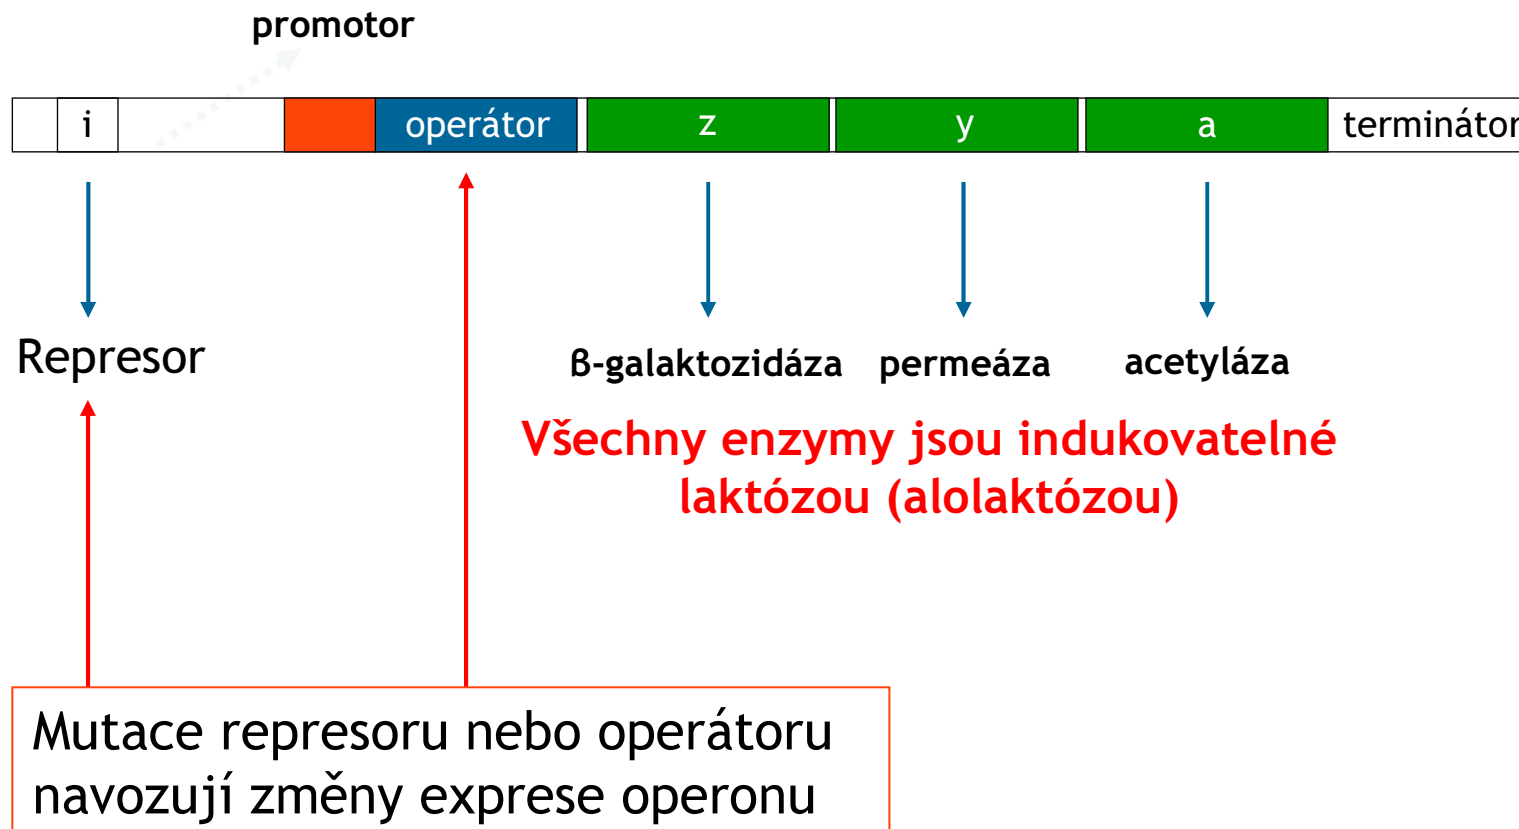 promotor
i operátor z y a terminátor
Represor
ß-galaktozidáza permeáza acetyláza
Všechny enzymy jsou indukovatelné
laktózou (alolaktózou)
Mutace represoru nebo operátoru
navozují změny exprese operonu